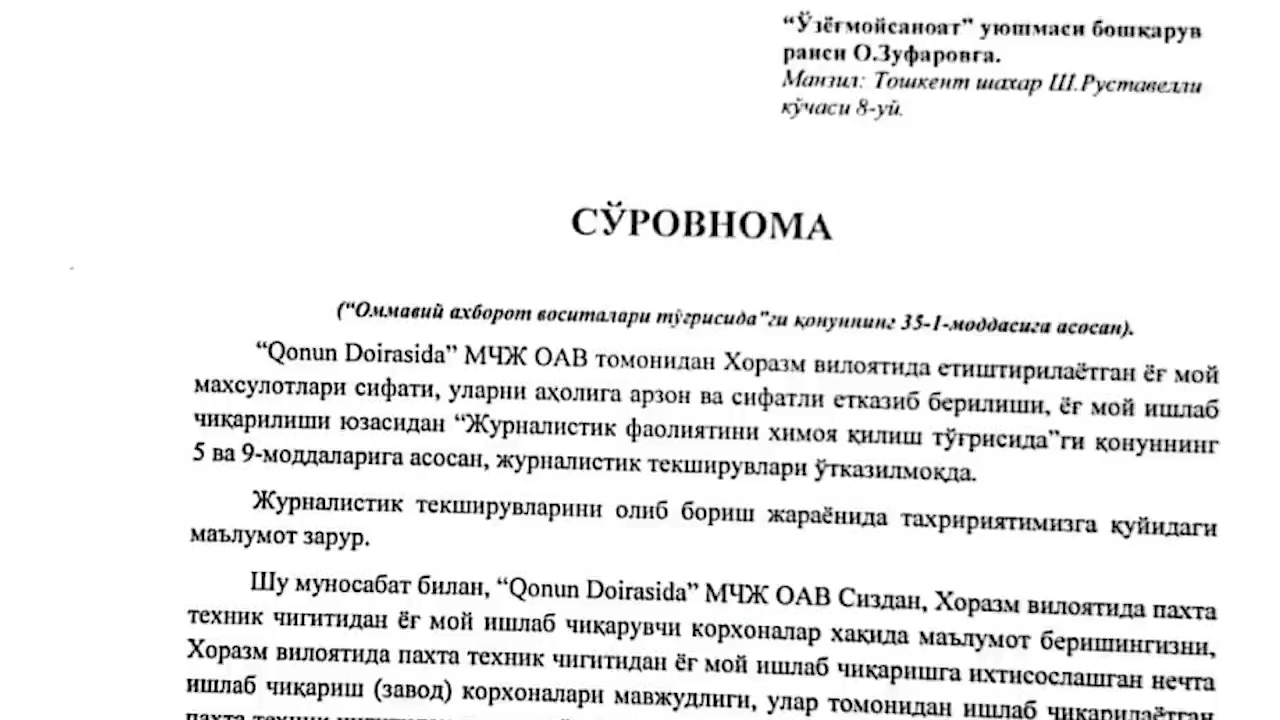 “Ўзёғмойсаноат” уюшмаси бошқарув
раиси О.Зуфаровга.
Манзил: Тошкент шахар Ш.Руставелли
кўчаси 8-уй.
СЎРОВНОМА
(“Оммавий ахборот воситалари тўғрисида”ги қонуннинг 35-1-моддасига асосан).
“Qonun Doirasida” МЧЖ ОАВ томонидан Хоразм вилоятида етиштирилаётган ёғ мой
махсулотлари сифати, уларни аҳолига арзон ва сифатли етказиб берилиши, ёғ мой ишлаб
чиқарилиши юзасидан “Журналистик фаолиятини химоя қилиш тўғрисида”ги қонуннинг
5 ва 9-моддаларига асосан, журналистик текширувлари ўтказилмоқда.
Журналистик текширувларини олиб бориш жараёнида тахририятимизга қуйидаги
маълумот зарур.
Шу муносабат билан, “Qonun Doirasida” МЧЖ ОАВ Сиздан, Хоразм вилоятида пахта
техник чигитидан ёғ мой ишлаб чиқарувчи корхоналар хақида маълумот беришингизни,
Хоразм вилоятида пахта техник чигитидан ёғ мой ишлаб чиқаришга ихтисослашган нечта
ишлаб чиқариш (завод) корхоналари мавжудлиги, улар томонидан ишлаб чиқарилаётган
пахта техник